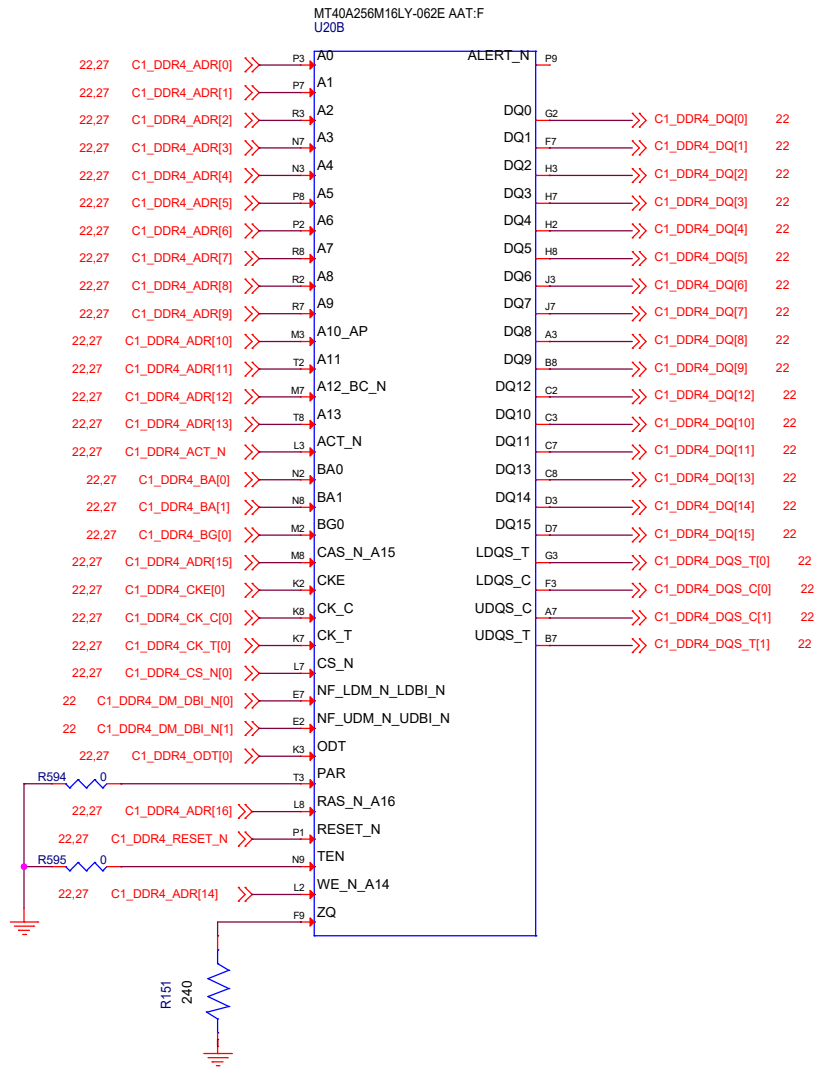 MT40A256M16LY-062E AAT:F
U20B
22,27 C1_DDR4_ADR[0] P3 A0
ALERT_N P9
22,27 C1_DDR4_ADR[1] P7 A1
22,27 C1_DDR4_ADR[2] R3 A2
DQ0 G2 C1_DDR4_DQ[0] 22
22,27 C1_DDR4_ADR[3] N7 A3
DQ1 F7 C1_DDR4_DQ[1] 22
22,27 C1_DDR4_ADR[4] N3 A4
DQ2 H3 C1_DDR4_DQ[2] 22
22,27 C1_DDR4_ADR[5] P8 A5
DQ3 H7 C1_DDR4_DQ[3] 22
22,27 C1_DDR4_ADR[6] P2 A6
DQ4 H2 C1_DDR4_DQ[4] 22
22,27 C1_DDR4_ADR[7] R8 A7
DQ5 H8 C1_DDR4_DQ[5] 22
22,27 C1_DDR4_ADR[8] R2 A8
DQ6 J3 C1_DDR4_DQ[6] 22
22,27 C1_DDR4_ADR[9] R7 A9
DQ7 J7 C1_DDR4_DQ[7] 22
22,27 C1_DDR4_ADR[10] M3 A10_AP
DQ8 A3 C1_DDR4_DQ[8] 22
22,27 C1_DDR4_ADR[11] T2 A11
DQ9 B8 C1_DDR4_DQ[9] 22
22,27 C1_DDR4_ADR[12] M7 A12_BC_N
DQ12 C2 C1_DDR4_DQ[12] 22
22,27 C1_DDR4_ADR[13] T8 A13
DQ10 C3 C1_DDR4_DQ[10] 22
22,27 C1_DDR4_ACT_N L3 ACT_N
DQ11 C7 C1_DDR4_DQ[11] 22
22,27 C1_DDR4_BA[0] N2 BA0
DQ13 C8 C1_DDR4_DQ[13] 22
22,27 C1_DDR4_BA[1] N8 BA1
DQ14 D3 C1_DDR4_DQ[14] 22
22,27 C1_DDR4_BG[0] M2 BG0
DQ15 D7 C1_DDR4_DQ[15] 22
22,27 C1_DDR4_ADR[15] M8 CAS_N_A15
LDQS_T G3 C1_DDR4_DQS_T[0] 22
22,27 C1_DDR4_CKE[0] K2 CKE
LDQS_C F3 C1_DDR4_DQS_C[0] 22
22,27 C1_DDR4_CK_C[0] K8 CK_C
UDQS_C A7 C1_DDR4_DQS_C[1] 22
22,27 C1_DDR4_CK_T[0] K7 CK_T
UDQS_T B7 C1_DDR4_DQS_T[1] 22
22,27 C1_DDR4_CS_N[0] L7 CS_N
22 C1_DDR4_DM_DBI_N[0] E7 NF_LDM_N_LDBI_N
22 C1_DDR4_DM_DBI_N[1] E2 NF_UDM_N_UDBI_N
22,27 C1_DDR4_ODT[0] K3 ODT
R594 0 T3 PAR
22,27 C1_DDR4_ADR[16] L8 RAS_N_A16
22,27 C1_DDR4_RESET_N P1 RESET_N
R595 0 N9 TEN
22,27 C1_DDR4_ADR[14] L2 WE_N_A14
F9 ZQ
R151
240